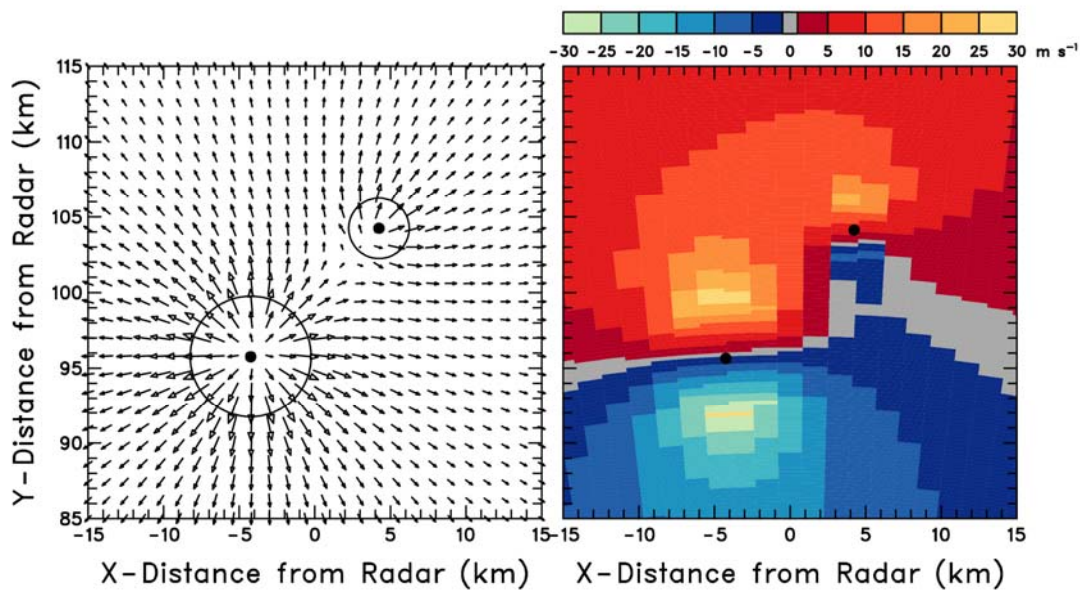 -30 -25 -20 -15 -10 -5 0 5 10 15 20 25 30 m s⁻¹
Y-Distance from Radar (km)
115
110
105
100
95
90
85
-15 -10 -5 0 5 10 15
-15 -10 -5 0 5 10 15
X-Distance from Radar (km)
X-Distance from Radar (km)